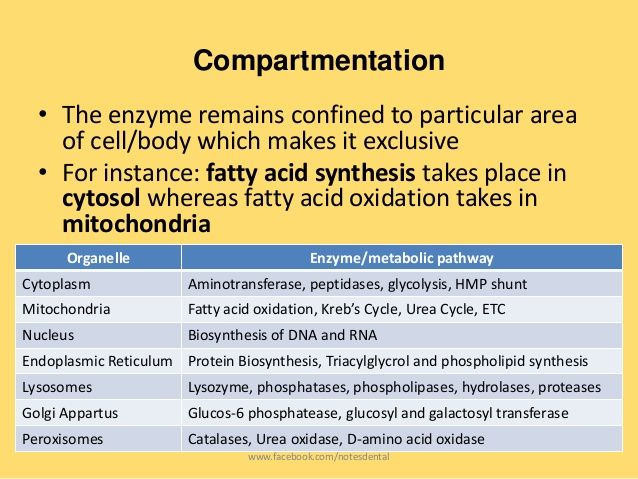 Compartmentation
• The enzyme remains confined to particular area
of cell/body which makes it exclusive
• For instance: fatty acid synthesis takes place in
cytosol whereas fatty acid oxidation takes in
mitochondria
Organelle Enzyme/metabolic pathway
Cytoplasm Aminotransferase, peptidases, glycolysis, HMP shunt
Mitochondria Fatty acid oxidation, Kreb’s Cycle, Urea Cycle, ETC
Nucleus Biosynthesis of DNA and RNA
Endoplasmic Reticulum Protein Biosynthesis, Triacylglycrol and phospholipid synthesis
Lysosomes Lysozyme, phosphatases, phospholipases, hydrolases, proteases
Golgi Appartus Glucos-6 phosphatease, glucosyl and galactosyl transferase
Peroxisomes Catalases, Urea oxidase, D-amino acid oxidase
www.facebook.com/notesdental